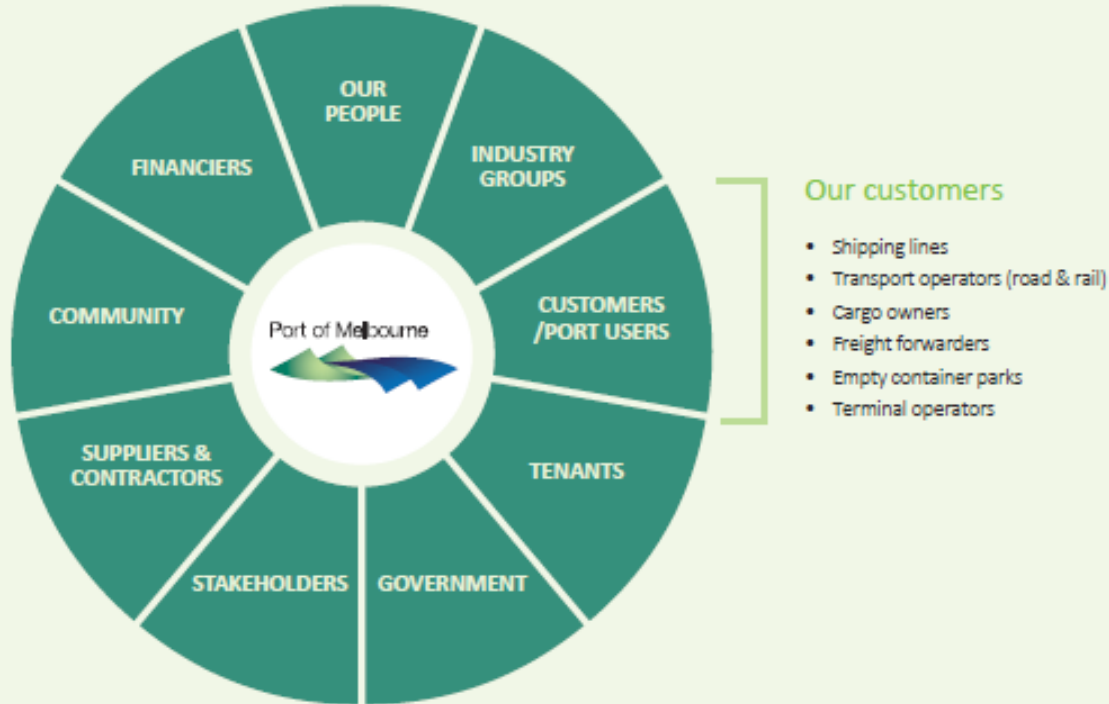 OUR
PEOPLE
INDUSTRY
GROUPS
CUSTOMERS
/PORT USERS
TENANTS
GOVERNMENT
STAKEHOLDERS
SUPPLIERS &
CONTRACTORS
COMMUNITY
FINANCIERS
Port of Melbourne
Our customers
• Shipping lines
• Transport operators (road & rail)
• Cargo owners
• Freight forwarders
• Empty container parks
• Terminal operators